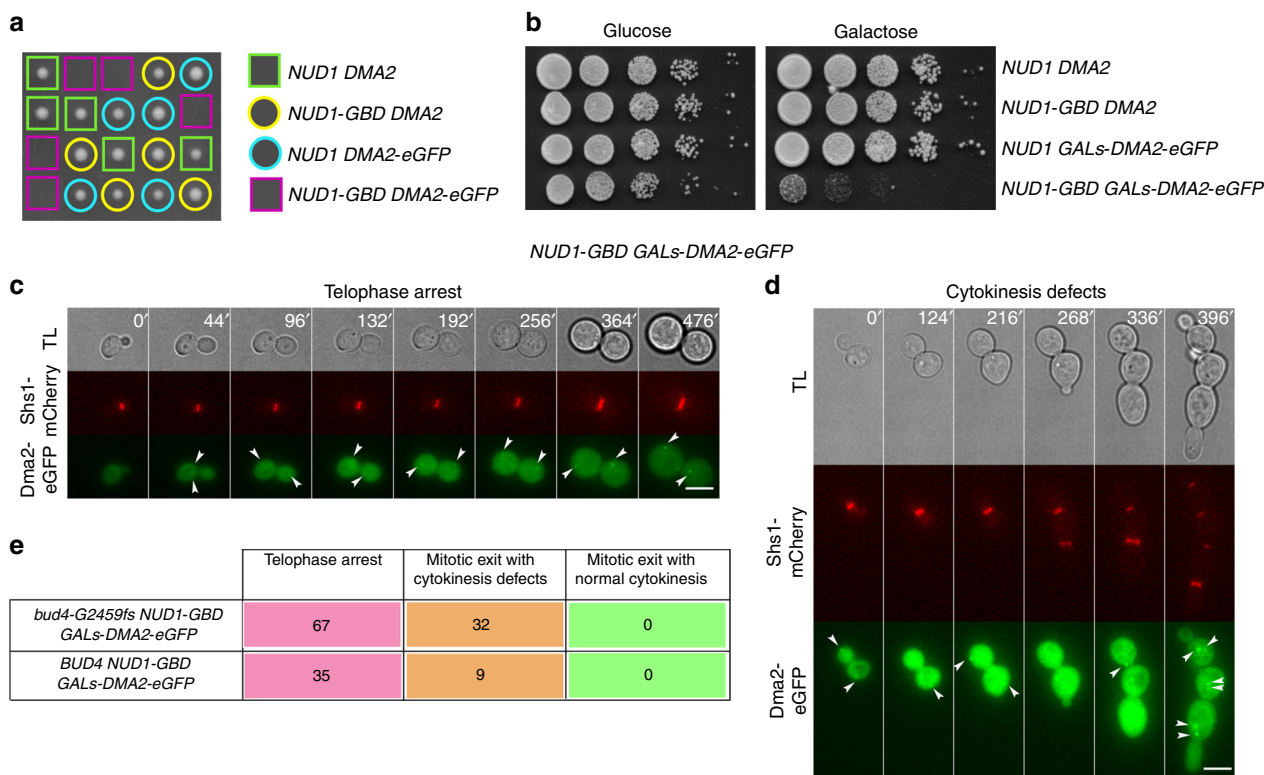 a
NUD1 DMA2
NUD1-GBD DMA2
NUD1 DMA2-eGFP
NUD1-GBD DMA2-eGFP
b
Glucose
Galactose
NUD1 DMA2
NUD1-GBD DMA2
NUD1 GALs-DMA2-eGFP
NUD1-GBD GALs-DMA2-eGFP
NUD1-GBD GALs-DMA2-eGFP
c
Telophase arrest
TL
0′ 44′ 96′ 132′ 192′ 256′ 364′ 476′
Shs1-
mCherry
Dma2-
eGFP
d
Cytokinesis defects
TL
0′ 124′ 216′ 268′ 336′ 396′
Shs1-
mCherry
Dma2-
eGFP
e
Telophase arrest
Mitotic exit with
cytokinesis defects
Mitotic exit with
normal cytokinesis
bud4-G2459fs NUD1-GBD
GALs-DMA2-eGFP
67 32 0
BUD4 NUD1-GBD
GALs-DMA2-eGFP
35 9 0